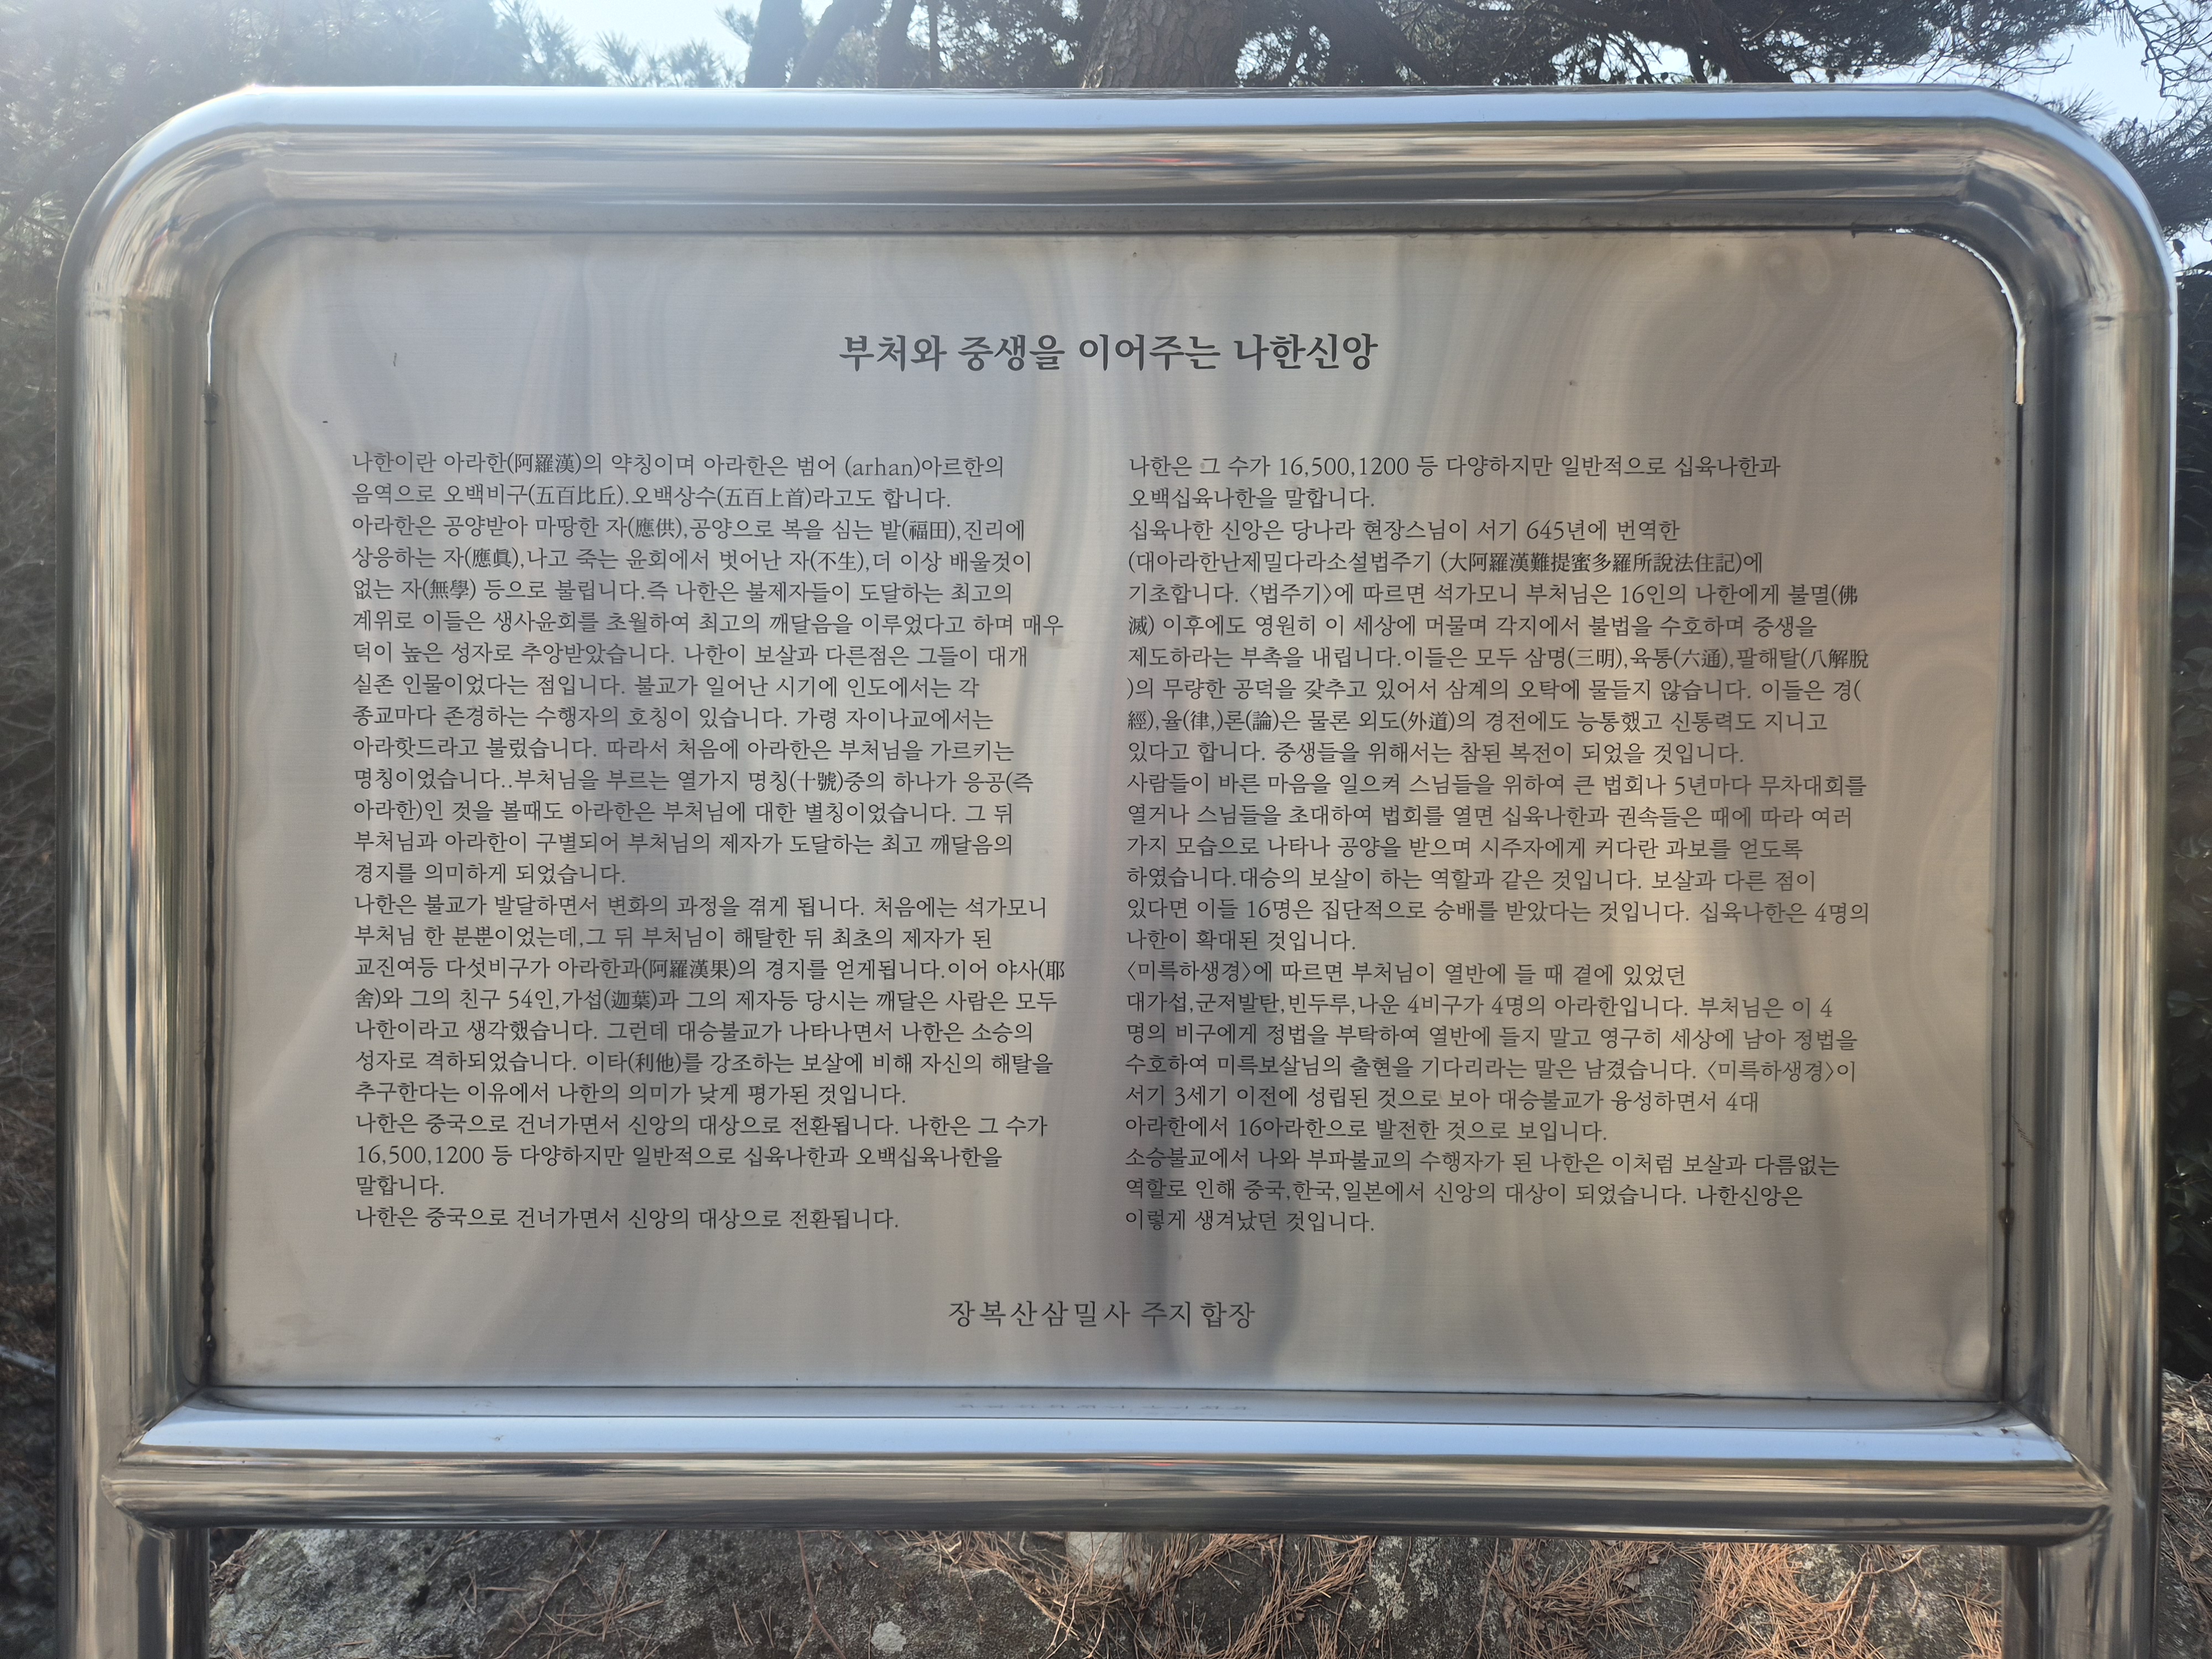 부처와 중생을 이어주는 나한신앙
나한이란 아라한(阿羅漢)의 약칭이며 아라한은 범어 (arhan)아르한의
음역으로 오백비구(五百比丘).오백상수(五百上首)라고도 합니다.
아라한은 공양받아 마땅한 자(應供),공양으로 복을 심는 밭(福田),진리에
상응하는 자(應眞),나고 죽는 윤회에서 벗어난 자(不生),더 이상 배울것이
없는 자(無學) 등으로 불립니다.즉 나한은 불제자들이 도달하는 최고의
계위로 이들은 생사윤회를 초월하여 최고의 깨달음을 이루었다고 하며 매우
덕이 높은 성자로 추앙받았습니다. 나한이 보살과 다른점은 그들이 대개
실존 인물이었다는 점입니다. 불교가 일어난 시기에 인도에서는 각
종교마다 존경하는 수행자의 호칭이 있습니다. 가령 자이나교에서는
아라핫드라고 불렀습니다. 따라서 처음에 아라한은 부처님을 가르키는
명칭이었습니다..부처님을 부르는 열가지 명칭(十號)중의 하나가 응공(즉
아라한)인 것을 볼때도 아라한은 부처님에 대한 별칭이었습니다. 그 뒤
부처님과 아라한이 구별되어 부처님의 제자가 도달하는 최고 깨달음의
경지를 의미하게 되었습니다.
나한은 불교가 발달하면서 변화의 과정을 겪게 됩니다. 처음에는 석가모니
부처님 한 분뿐이었는데,그 뒤 부처님이 해탈한 뒤 최초의 제자가 된
교진여등 다섯비구가 아라한과(阿羅漢果)의 경지를 얻게됩니다.이어 야사(耶
舍)와 그의 친구 54인,가섭(迦葉)과 그의 제자등 당시는 깨달은 사람은 모두
나한이라고 생각했습니다. 그런데 대승불교가 나타나면서 나한은 소승의
성자로 격하되었습니다. 이타(利他)를 강조하는 보살에 비해 자신의 해탈을
추구한다는 이유에서 나한의 의미가 낮게 평가된 것입니다.
나한은 중국으로 건너가면서 신앙의 대상으로 전환됩니다. 나한은 그 수가
16,500,1200 등 다양하지만 일반적으로 십육나한과 오백십육나한을
말합니다.
나한은 중국으로 건너가면서 신앙의 대상으로 전환됩니다.
나한은 그 수가 16,500,1200 등 다양하지만 일반적으로 십육나한과
오백십육나한을 말합니다.
십육나한 신앙은 당나라 현장스님이 서기 645년에 번역한
(대아라한난제밀다라소설법주기 (大阿羅漢難提蜜多羅所說法住記)에
기초합니다. 〈법주기〉에 따르면 석가모니 부처님은 16인의 나한에게 불멸(佛
滅) 이후에도 영원히 이 세상에 머물며 각지에서 불법을 수호하며 중생을
제도하라는 부촉을 내립니다.이들은 모두 삼명(三明),육통(六通),팔해탈(八解脫
)의 무량한 공덕을 갖추고 있어서 삼계의 오탁에 물들지 않습니다. 이들은 경(
經),율(律,)론(論)은 물론 외도(外道)의 경전에도 능통했고 신통력도 지니고
있다고 합니다. 중생들을 위해서는 참된 복전이 되었을 것입니다.
사람들이 바른 마음을 일으켜 스님들을 위하여 큰 법회나 5년마다 무차대회를
열거나 스님들을 초대하여 법회를 열면 십육나한과 권속들은 때에 따라 여러
가지 모습으로 나타나 공양을 받으며 시주자에게 커다란 과보를 얻도록
하였습니다.대승의 보살이 하는 역할과 같은 것입니다. 보살과 다른 점이
있다면 이들 16명은 집단적으로 숭배를 받았다는 것입니다. 십육나한은 4명의
나한이 확대된 것입니다.
〈미륵하생경〉에 따르면 부처님이 열반에 들 때 곁에 있었던
대가섭,군저발탄,빈두루,나운 4비구가 4명의 아라한입니다. 부처님은 이 4
명의 비구에게 정법을 부탁하여 열반에 들지 말고 영구히 세상에 남아 정법을
수호하여 미륵보살님의 출현을 기다리라는 말은 남겼습니다. 〈미륵하생경〉이
서기 3세기 이전에 성립된 것으로 보아 대승불교가 융성하면서 4대
아라한에서 16아라한으로 발전한 것으로 보입니다.
소승불교에서 나와 부파불교의 수행자가 된 나한은 이처럼 보살과 다름없는
역할로 인해 중국,한국,일본에서 신앙의 대상이 되었습니다. 나한신앙은
이렇게 생겨났던 것입니다.
장복산삼밀사 주지합장